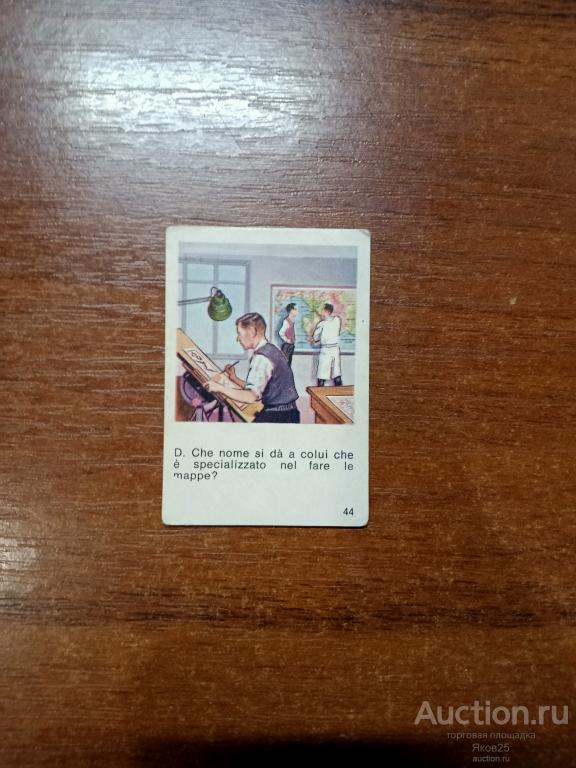 D. Che nome si dà a colui che
è specializzato nel fare le
mappe?
44
Auction.ru
торговая площадка
Яков25
auction.ru